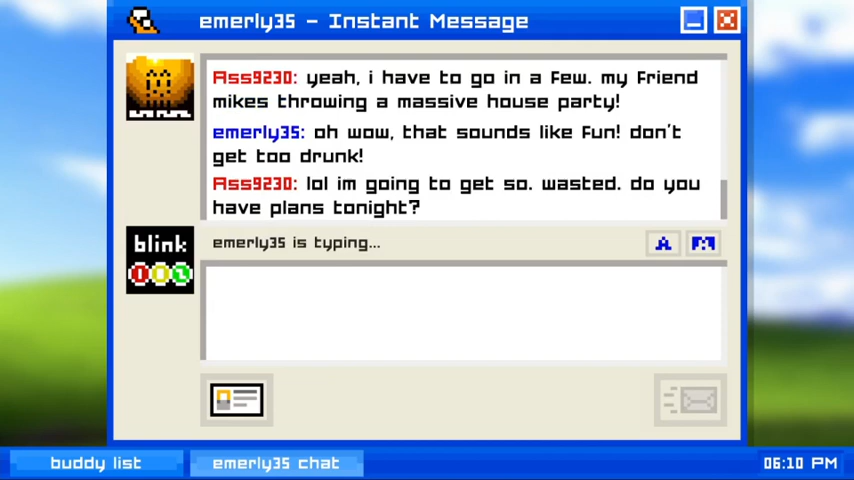 emerly35 - Instant Message
Ass9230: yeah, i have to go in a few. my friend
mikes throwing a massive house party!
emerly35: oh wow, that sounds like fun! don't
get too drunk!
Ass9230: lol im going to get so. wasted. do you
have plans tonight?
blink
182
emerly35 is typing...
A
buddy list
emerly35 chat
06:10 PM